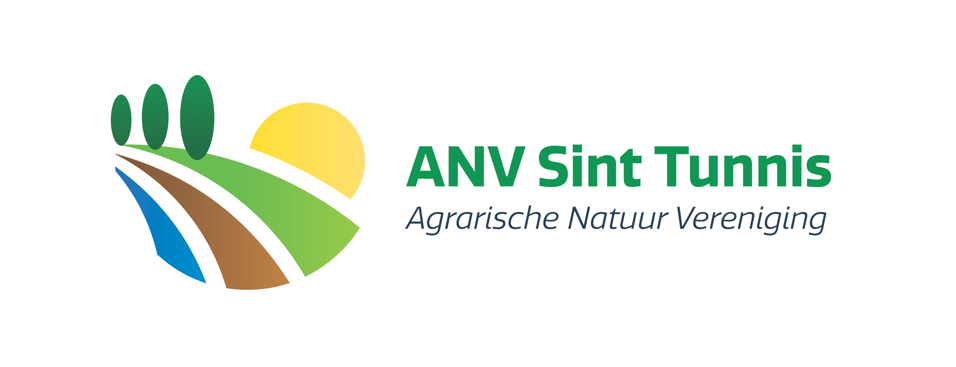 ANV Sint Tunnis
Agrarische Natuur Vereniging